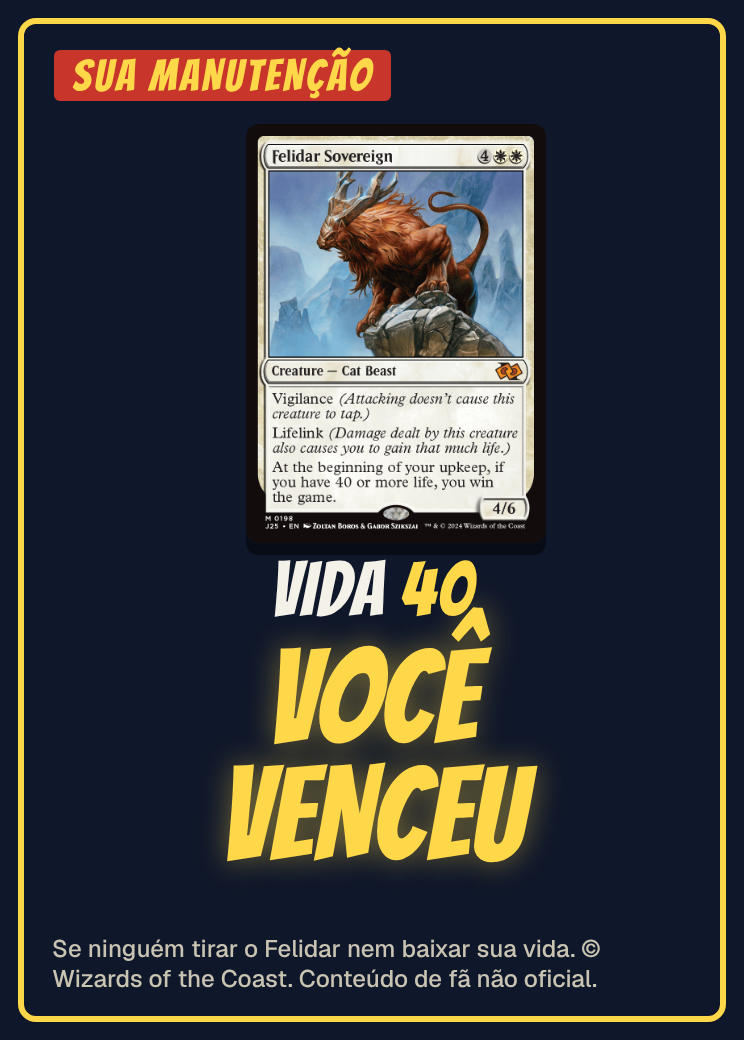 SUA MANUTENÇÃO
Felidar Sovereign 4
Creature — Cat Beast
Vigilance (Attacking doesn't cause this
creature to tap.)
Lifelink (Damage dealt by this creature
also causes you to gain that much life.)
At the beginning of your upkeep, if
you have 40 or more life, you win
the game.
4/6
M 0198
J25 • EN Zoltan Boros & Gabor Szikszai ™ & © 2024 Wizards of the Coast
VIDA 40
VOCÊ
VENCEU
Se ninguém tirar o Felidar nem baixar sua vida. ©
Wizards of the Coast. Conteúdo de fã não oficial.